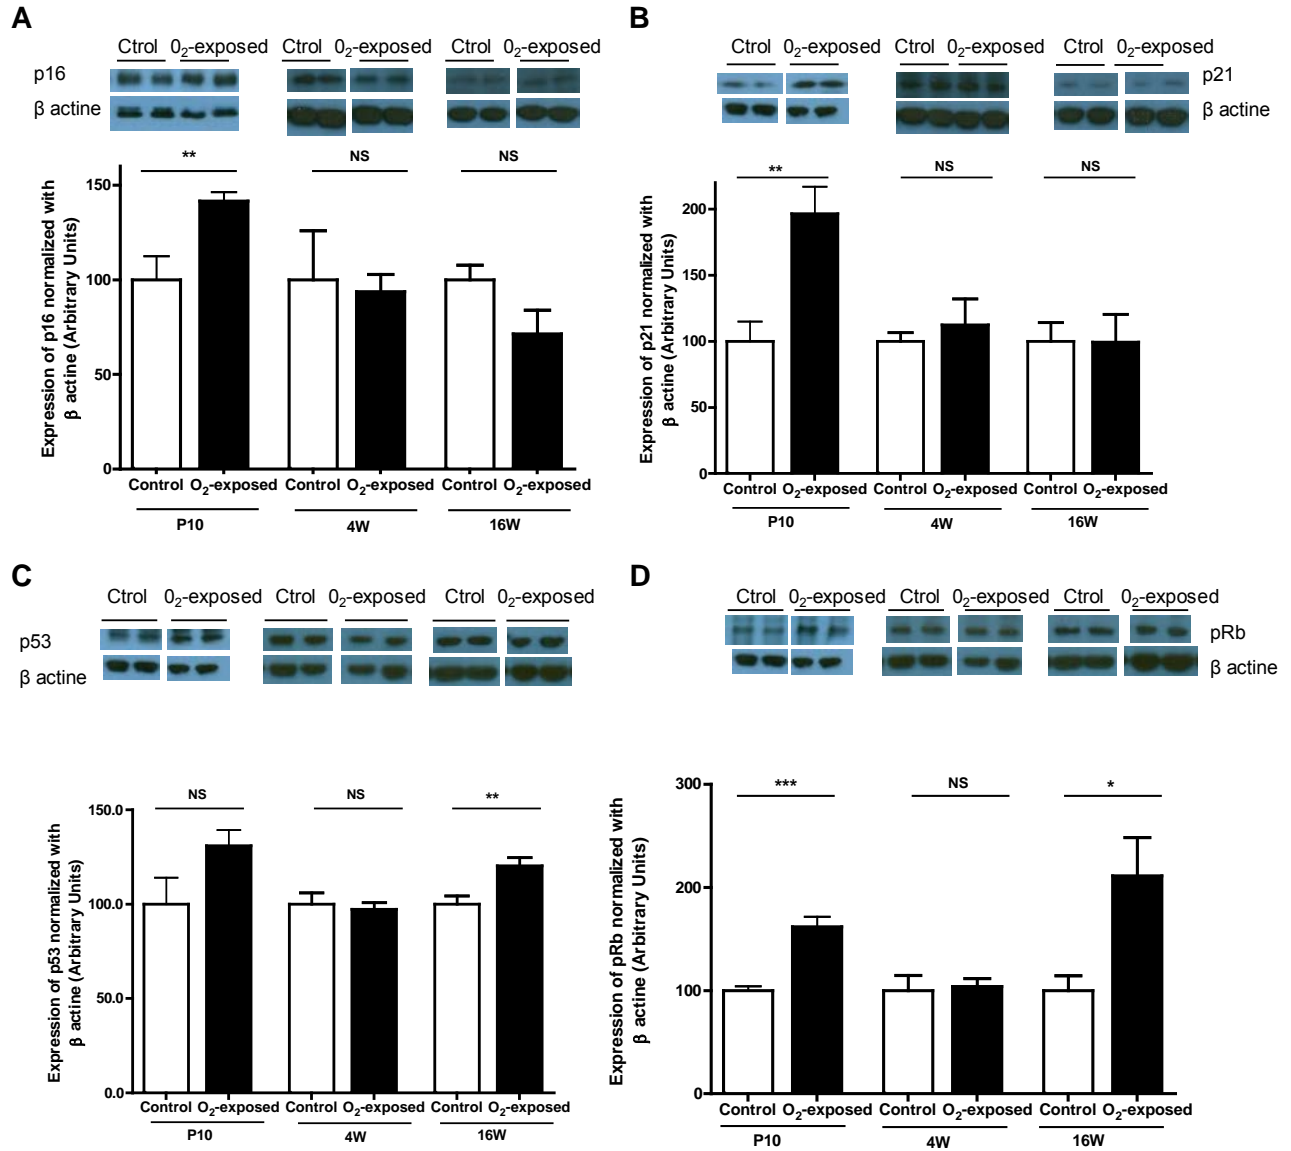 A
Ctrol 0₂-exposed Ctrol 0₂-exposed Ctrol 0₂-exposed
p16
β actine
** NS NS
Expression of p16 normalized with
β actine (Arbitrary Units)
150
100
50
0
Control O₂-exposed Control O₂-exposed Control O₂-exposed
P10 4W 16W
B
Ctrol 0₂-exposed Ctrol 0₂-exposed Ctrol 0₂-exposed
p21
β actine
** NS NS
Expression of p21 normalized with
β actine (Arbitrary Units)
200
150
100
50
0
Control O₂-exposed Control O₂-exposed Control O₂-exposed
P10 4W 16W
C
Ctrol 0₂-exposed Ctrol 0₂-exposed Ctrol 0₂-exposed
p53
β actine
NS NS **
Expression of p53 normalized with
β actine (Arbitrary Units)
150.0
100.0
50.0
0.0
Control O₂-exposed Control O₂-exposed Control O₂-exposed
P10 4W 16W
D
Ctrol 0₂-exposed Ctrol 0₂-exposed Ctrol 0₂-exposed
pRb
β actine
*** NS *
Expression of pRb normalized with
β actine (Arbitrary Units)
300
200
100
0
Control O₂-exposed Control O₂-exposed Control O₂-exposed
P10 4W 16W